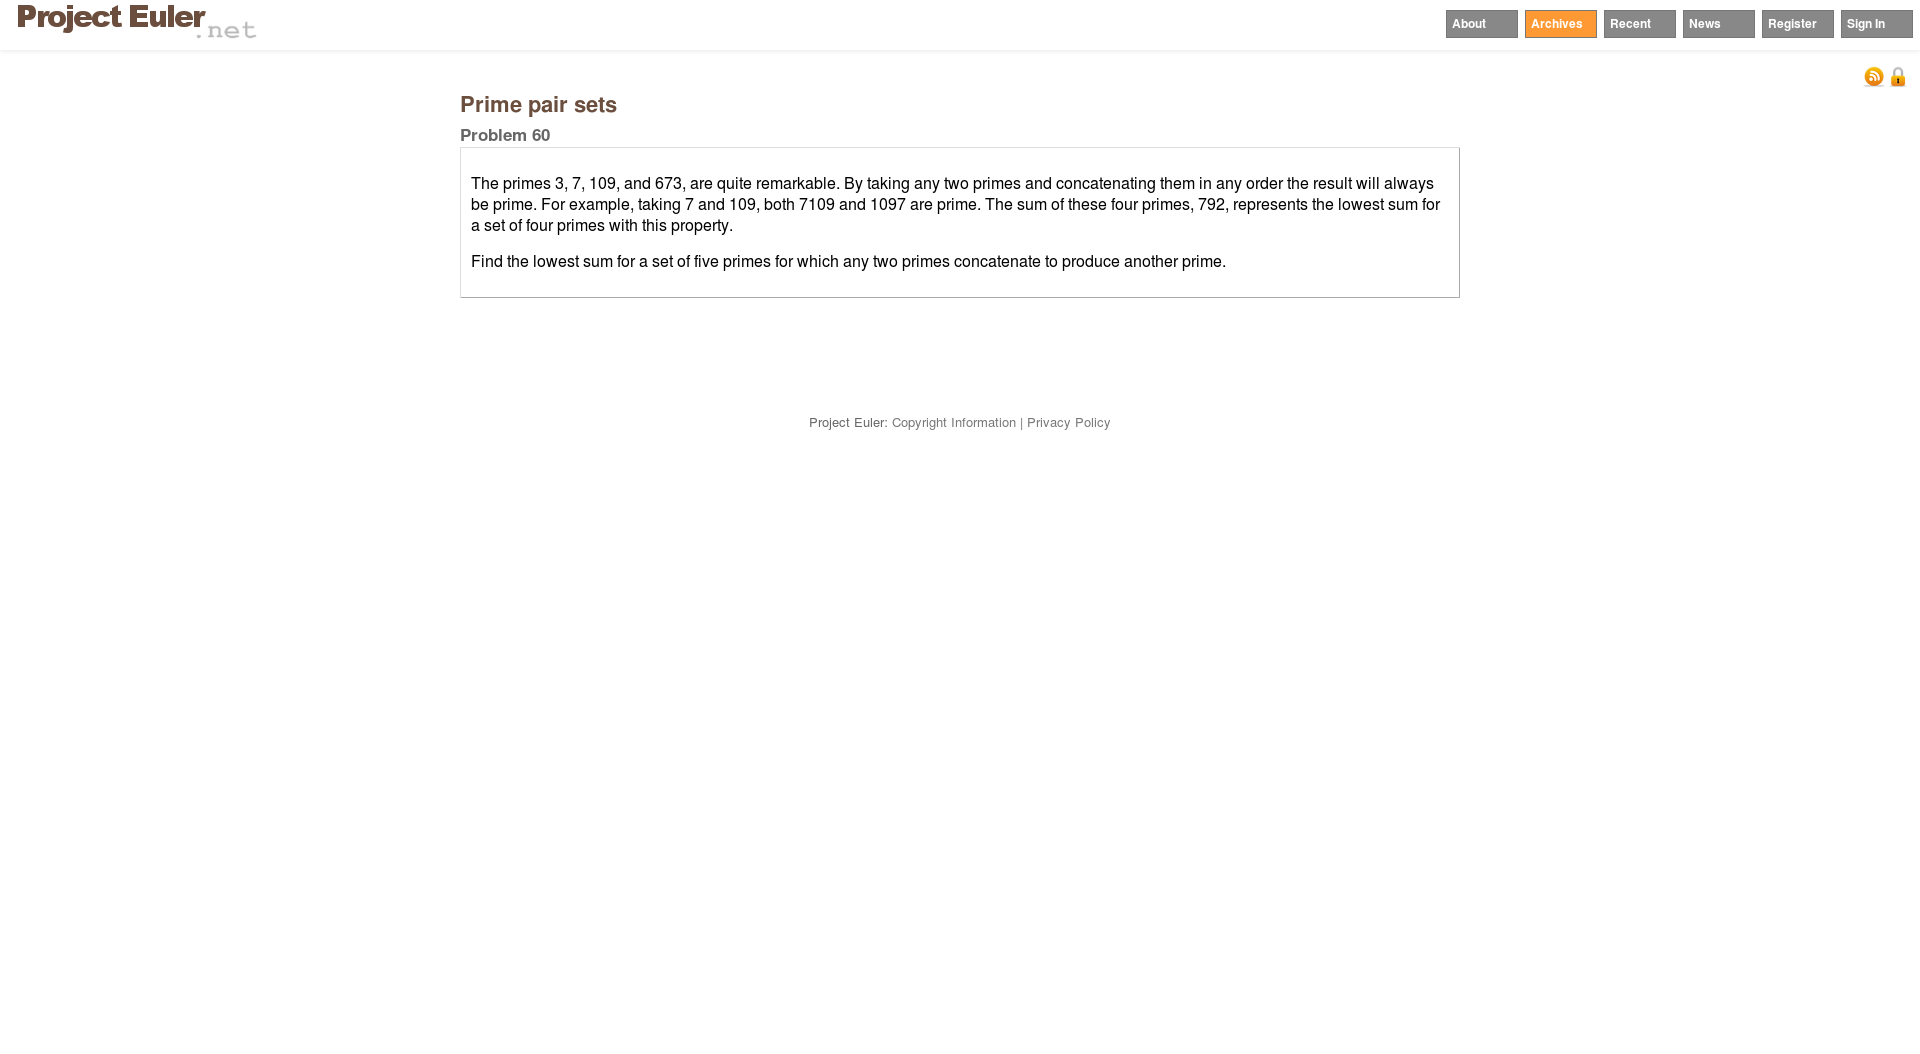 Project Euler.net
About
Archives
Recent
News
Register
Sign In
Prime pair sets
Problem 60
The primes 3, 7, 109, and 673, are quite remarkable. By taking any two primes and concatenating them in any order the result will always
be prime. For example, taking 7 and 109, both 7109 and 1097 are prime. The sum of these four primes, 792, represents the lowest sum for
a set of four primes with this property.
Find the lowest sum for a set of five primes for which any two primes concatenate to produce another prime.
Project Euler: Copyright Information | Privacy Policy